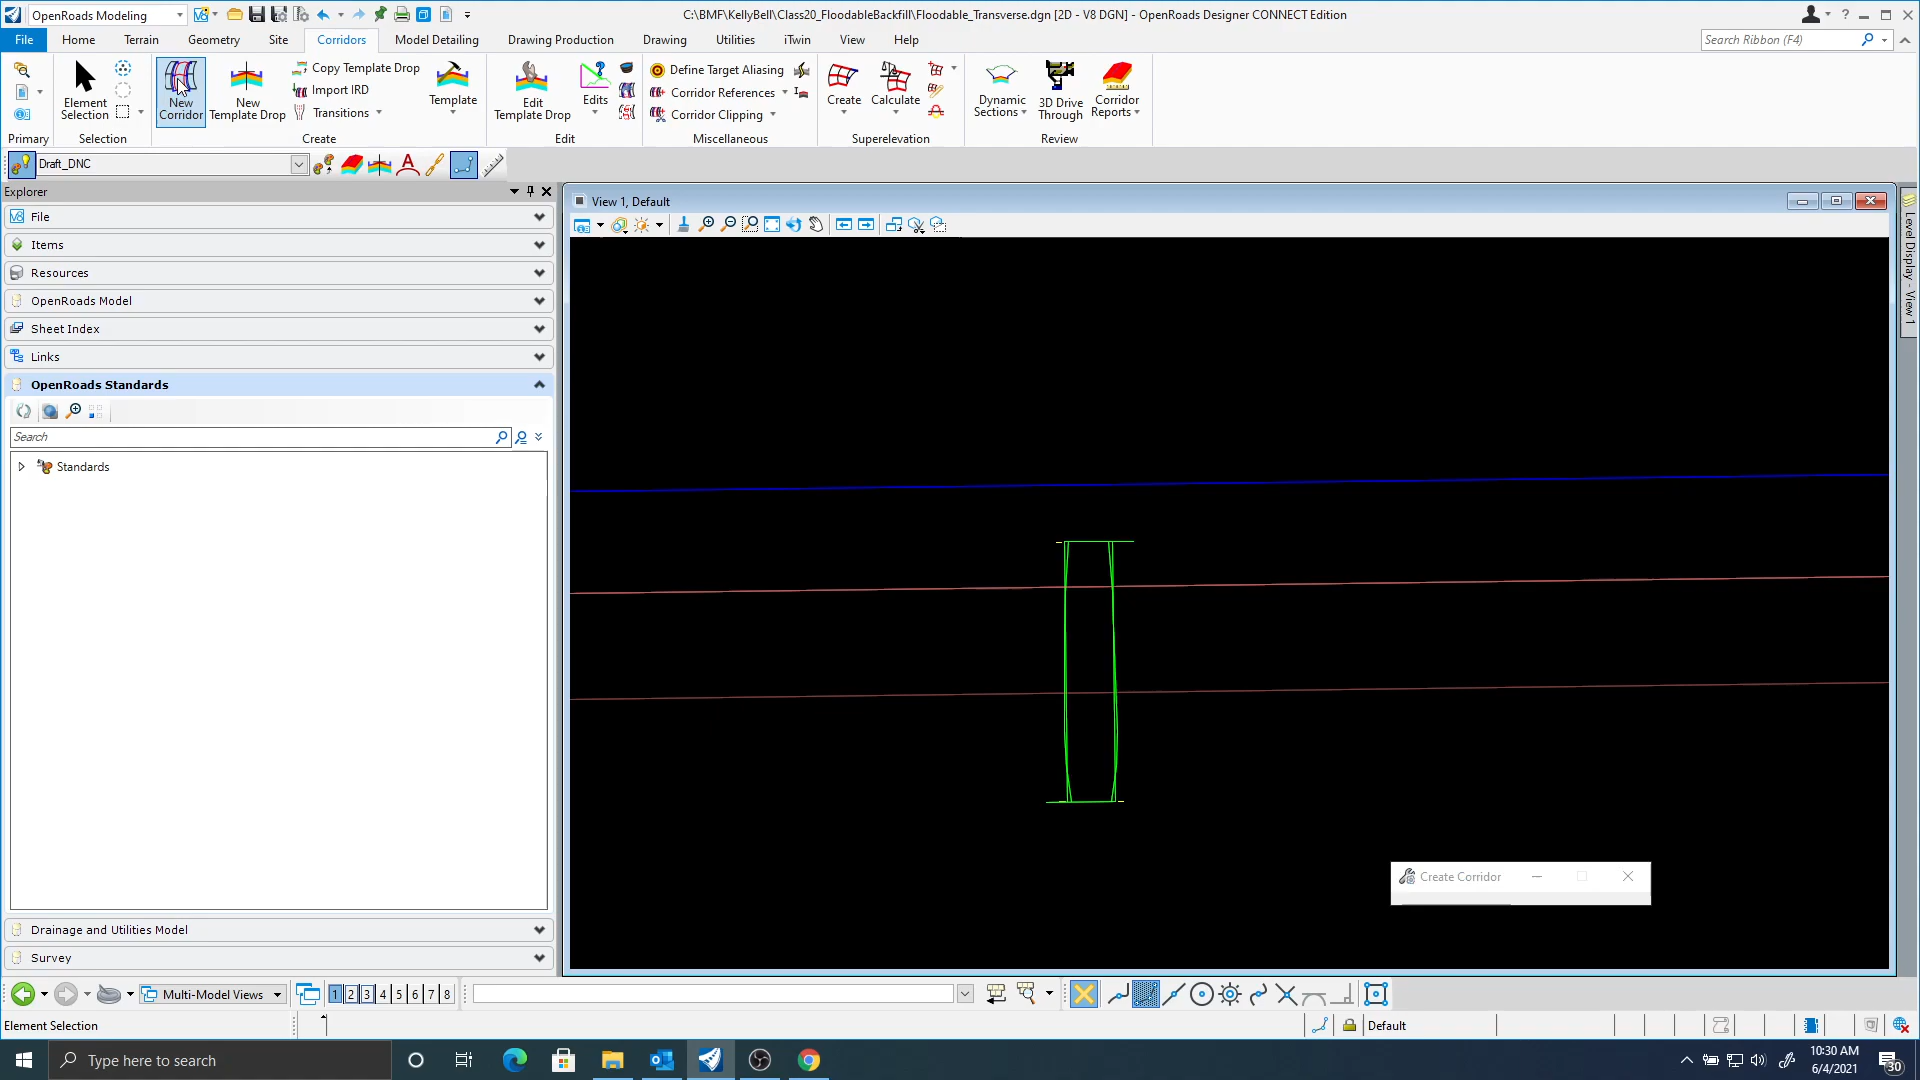 OpenRoads Modeling
C:\BMF\KellyBell\Class20_FloodableBackfill\Floodable_Transverse.dgn [2D - V8 DGN] - OpenRoads Designer CONNECT Edition
File Home Terrain Geometry Site Corridors Model Detailing Drawing Production Drawing Utilities iTwin View Help
Search Ribbon (F4)
Element Selection
New Corridor
New Template Drop
Copy Template Drop
Import IRD
Transitions
Template
Edit Template Drop
Edits
Define Target Aliasing
Corridor References
Corridor Clipping
Create
Calculate
Dynamic Sections
3D Drive Through
Corridor Reports
Primary Selection Create Edit Miscellaneous Superelevation Review
Draft_DNC
Explorer
File
Items
Resources
OpenRoads Model
Sheet Index
Links
OpenRoads Standards
Search
Standards
Drainage and Utilities Model
Survey
View 1, Default
Level Display - View 1
Create Corridor
Multi-Model Views
1 2 3 4 5 6 7 8
Element Selection
Default
Type here to search
10:30 AM
6/4/2021
30